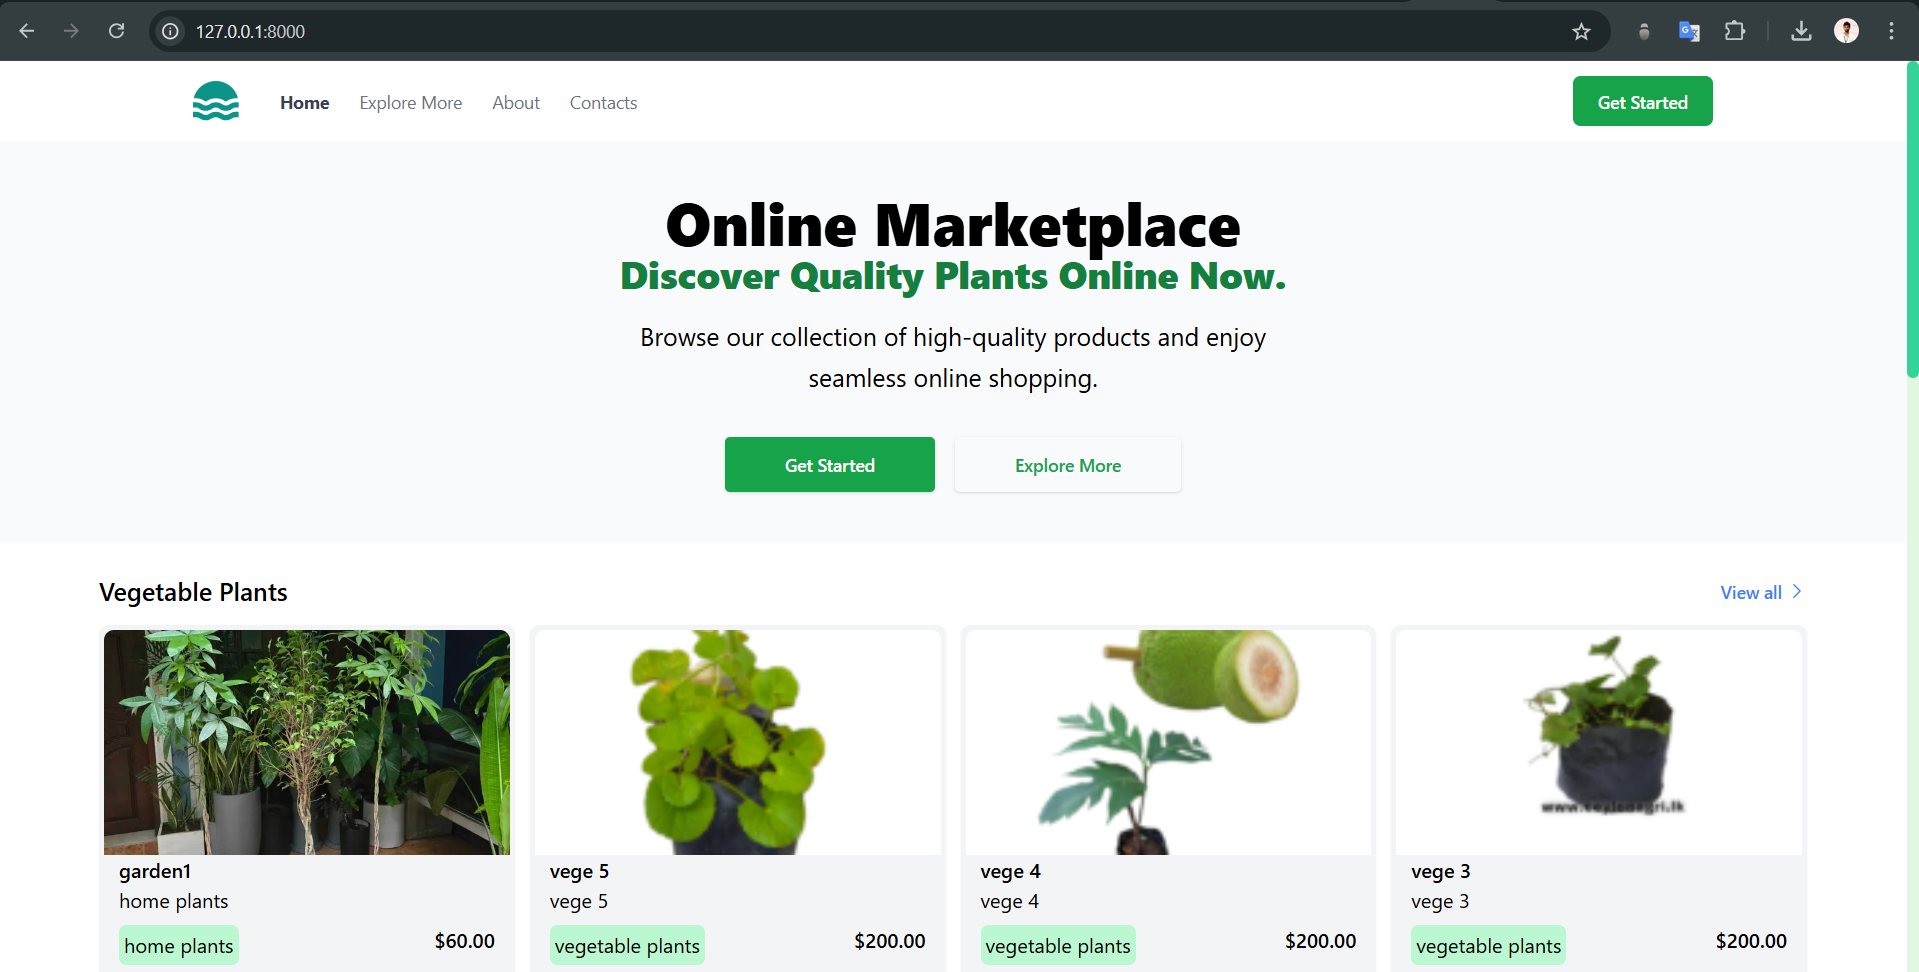 127.0.0.1:8000
Home
Explore More
About
Contacts
Get Started
Online Marketplace
Discover Quality Plants Online Now.
Browse our collection of high-quality products and enjoy
seamless online shopping.
Get Started
Explore More
Vegetable Plants
View all
garden1
home plants
home plants
$60.00
vege 5
vege 5
vegetable plants
$200.00
vege 4
vege 4
vegetable plants
$200.00
vege 3
vege 3
vegetable plants
$200.00